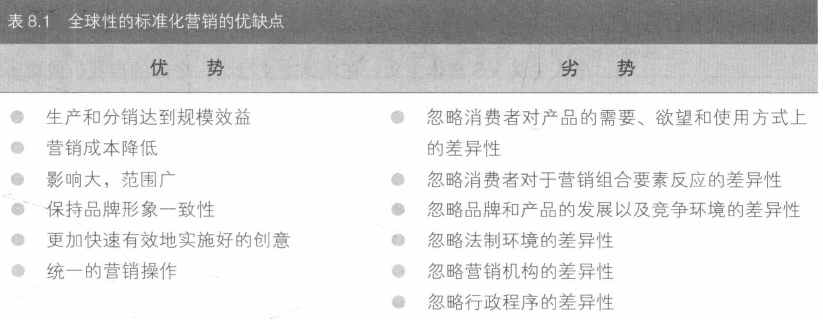 表 8.1 全球性的标准化营销的优缺点
优 势
生产和分销达到规模效益
营销成本降低
影响大，范围广
保持品牌形象一致性
更加快速有效地实施好的创意
统一的营销操作
劣 势
忽略消费者对产品的需要、欲望和使用方式上
的差异性
忽略消费者对于营销组合要素反应的差异性
忽略品牌和产品的发展以及竞争环境的差异性
忽略法制环境的差异性
忽略营销机构的差异性
忽略行政程序的差异性